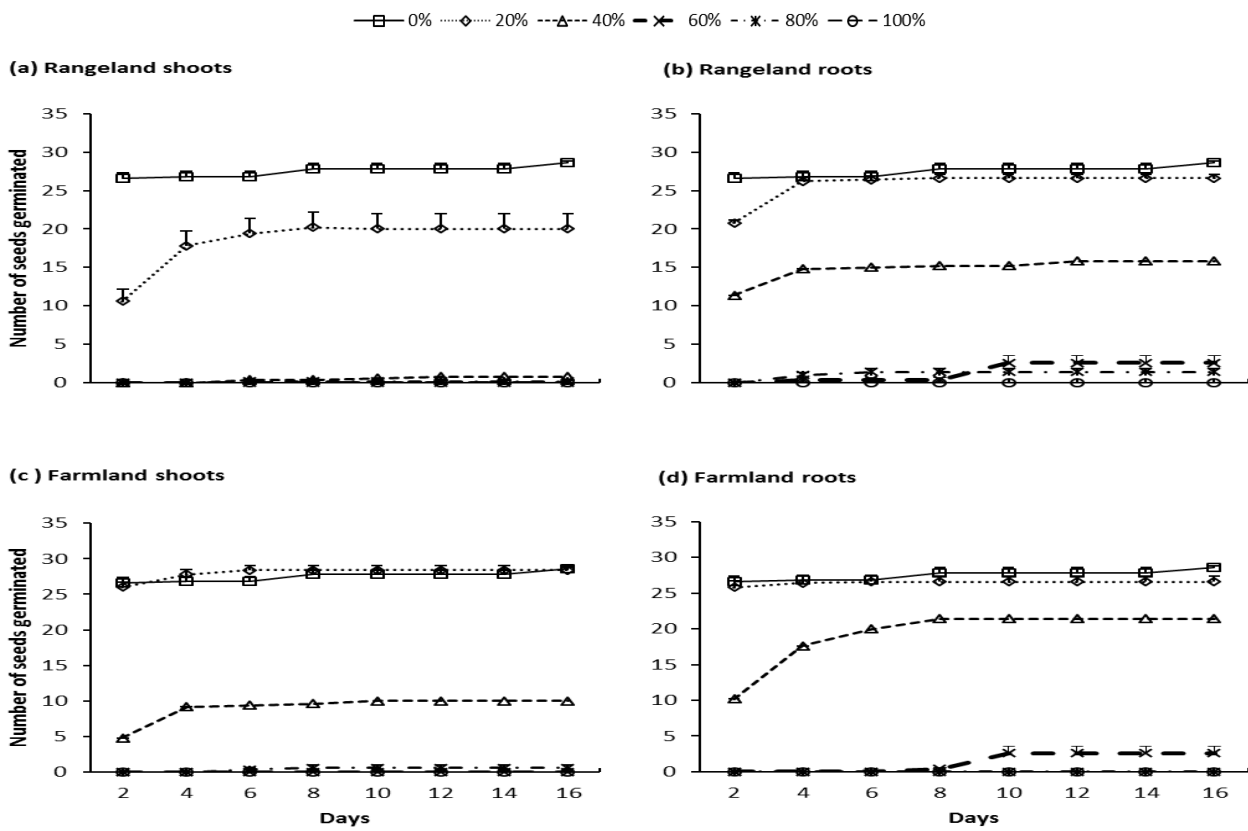 0% 20% 40% 60% 80% 100%
(a) Rangeland shoots
Number of seeds germinated
35
30
25
20
15
10
5
0
(b) Rangeland roots
35
30
25
20
15
10
5
0
(c ) Farmland shoots
Number of seeds germinated
35
30
25
20
15
10
5
0
2 4 6 8 10 12 14 16
Days
(d) Farmland roots
35
30
25
20
15
10
5
0
2 4 6 8 10 12 14 16
Days